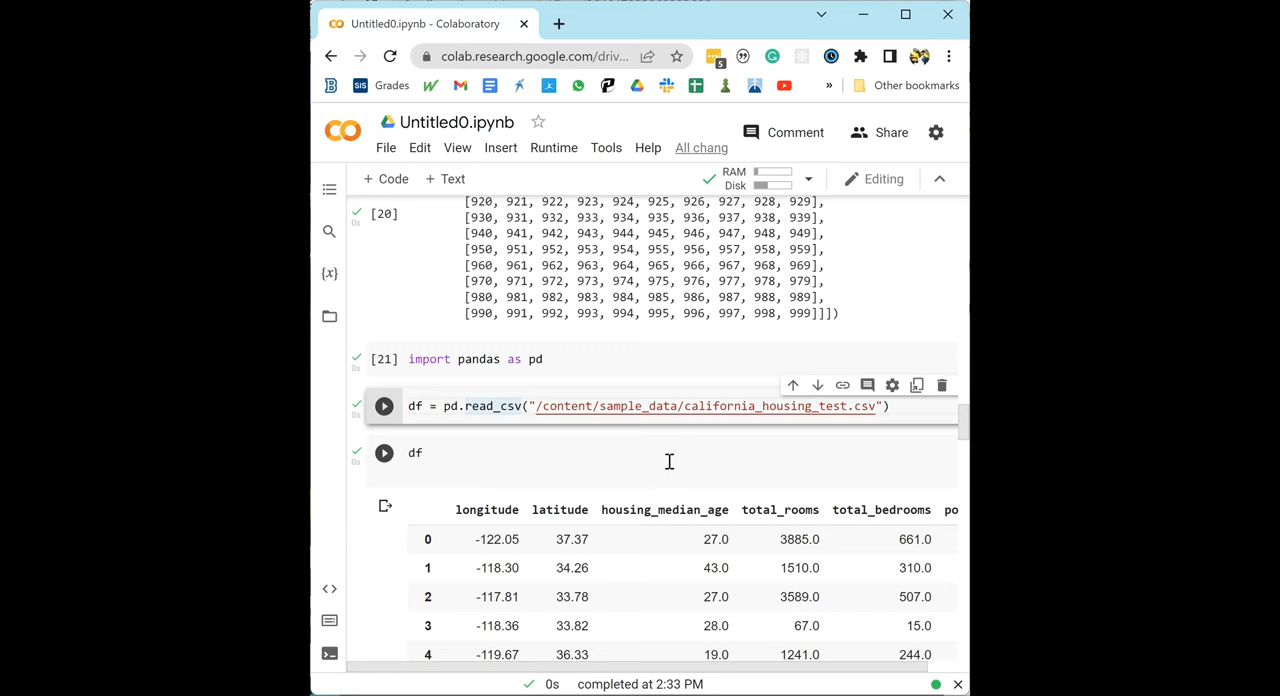 Untitled0.ipynb - Colaboratory
colab.research.google.com/driv...
5
SIS Grades
» Other bookmarks
Untitled0.ipynb
Comment
Share
File Edit View Insert Runtime Tools Help All chang
+ Code + Text
RAM
Disk
Editing
[920, 921, 922, 923, 924, 925, 926, 927, 928, 929],
[20]
[930, 931, 932, 933, 934, 935, 936, 937, 938, 939],
[940, 941, 942, 943, 944, 945, 946, 947, 948, 949],
[950, 951, 952, 953, 954, 955, 956, 957, 958, 959],
[960, 961, 962, 963, 964, 965, 966, 967, 968, 969],
[970, 971, 972, 973, 974, 975, 976, 977, 978, 979],
[980, 981, 982, 983, 984, 985, 986, 987, 988, 989],
[990, 991, 992, 993, 994, 995, 996, 997, 998, 999]]])
0s
[21] import pandas as pd
0s
df = pd.read_csv("/content/sample_data/california_housing_test.csv")
0s
df
0s
longitude latitude housing_median_age total_rooms total_bedrooms po
0 -122.05 37.37 27.0 3885.0 661.0
1 -118.30 34.26 43.0 1510.0 310.0
2 -117.81 33.78 27.0 3589.0 507.0
3 -118.36 33.82 28.0 67.0 15.0
4 -119.67 36.33 19.0 1241.0 244.0
0s completed at 2:33 PM